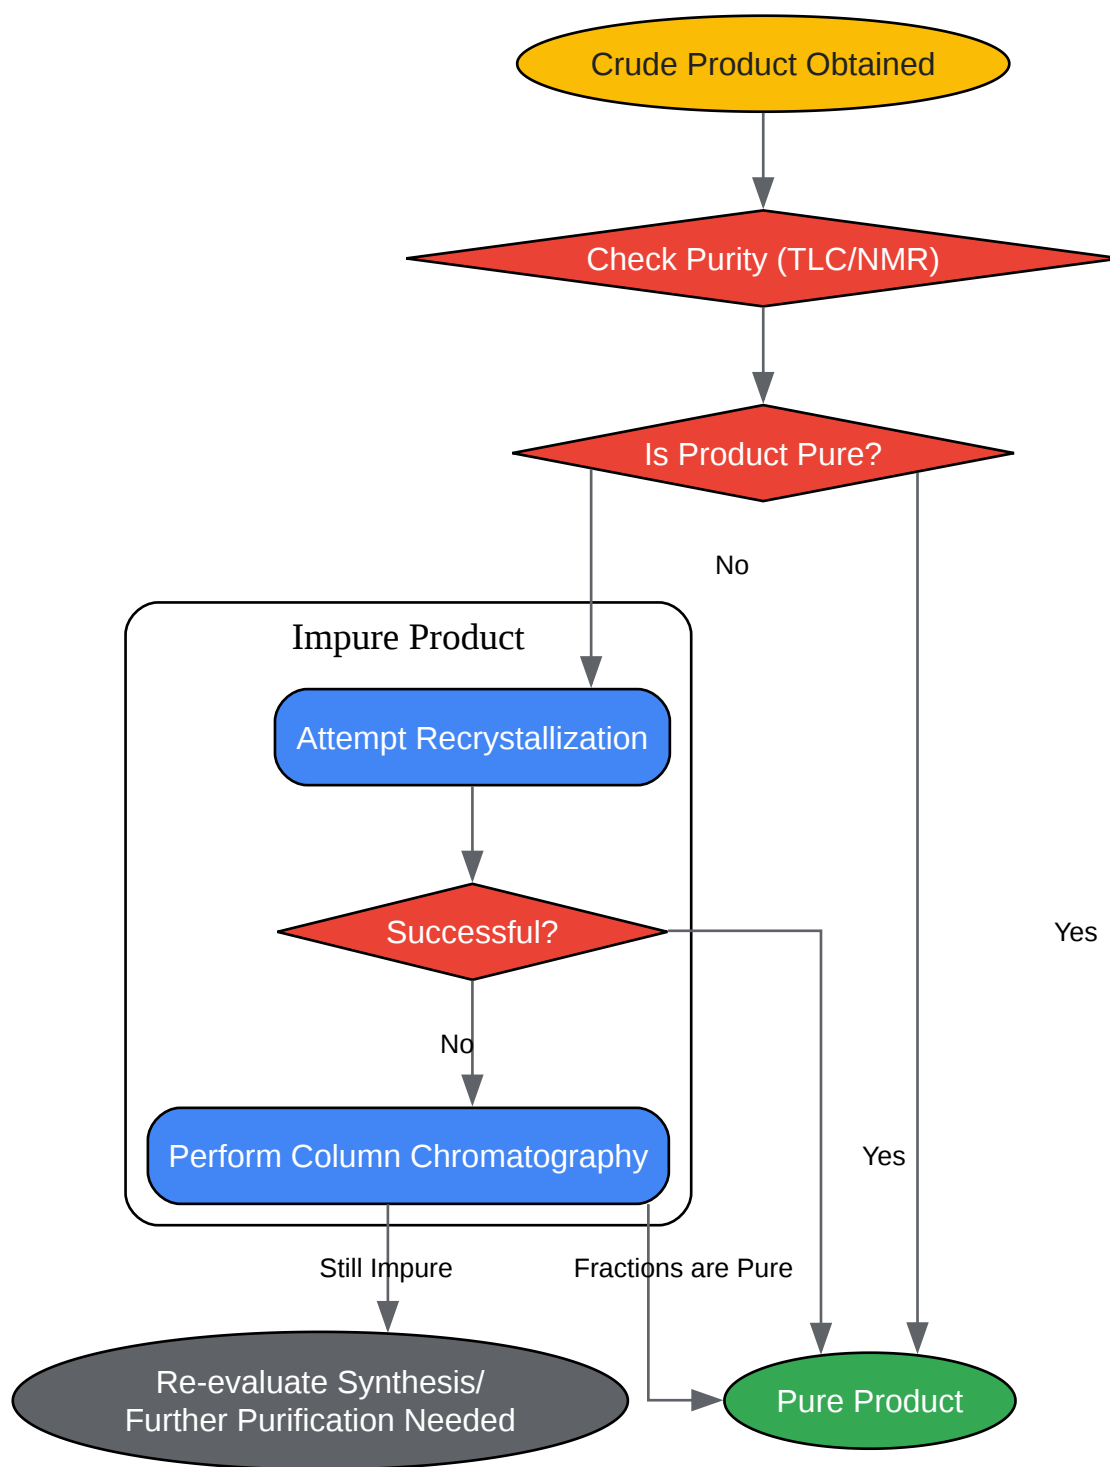 Crude Product Obtained
Check Purity (TLC/NMR)
Is Product Pure?
No
Impure Product
Attempt Recrystallization
Successful?
Yes
No
Perform Column Chromatography
Yes
Still Impure
Fractions are Pure
Re-evaluate Synthesis/
Further Purification Needed
Pure Product